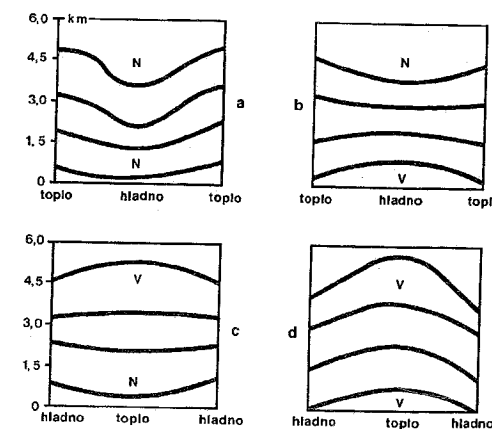 6,0 km
4,5 N
3,0 a
1,5 N
0
toplo hladno toplo
N
b
V
toplo hladno topl
6,0
4,5 V
3,0 c
1,5 N
0
hladno toplo hladno
V
d
V
hladno toplo hladno